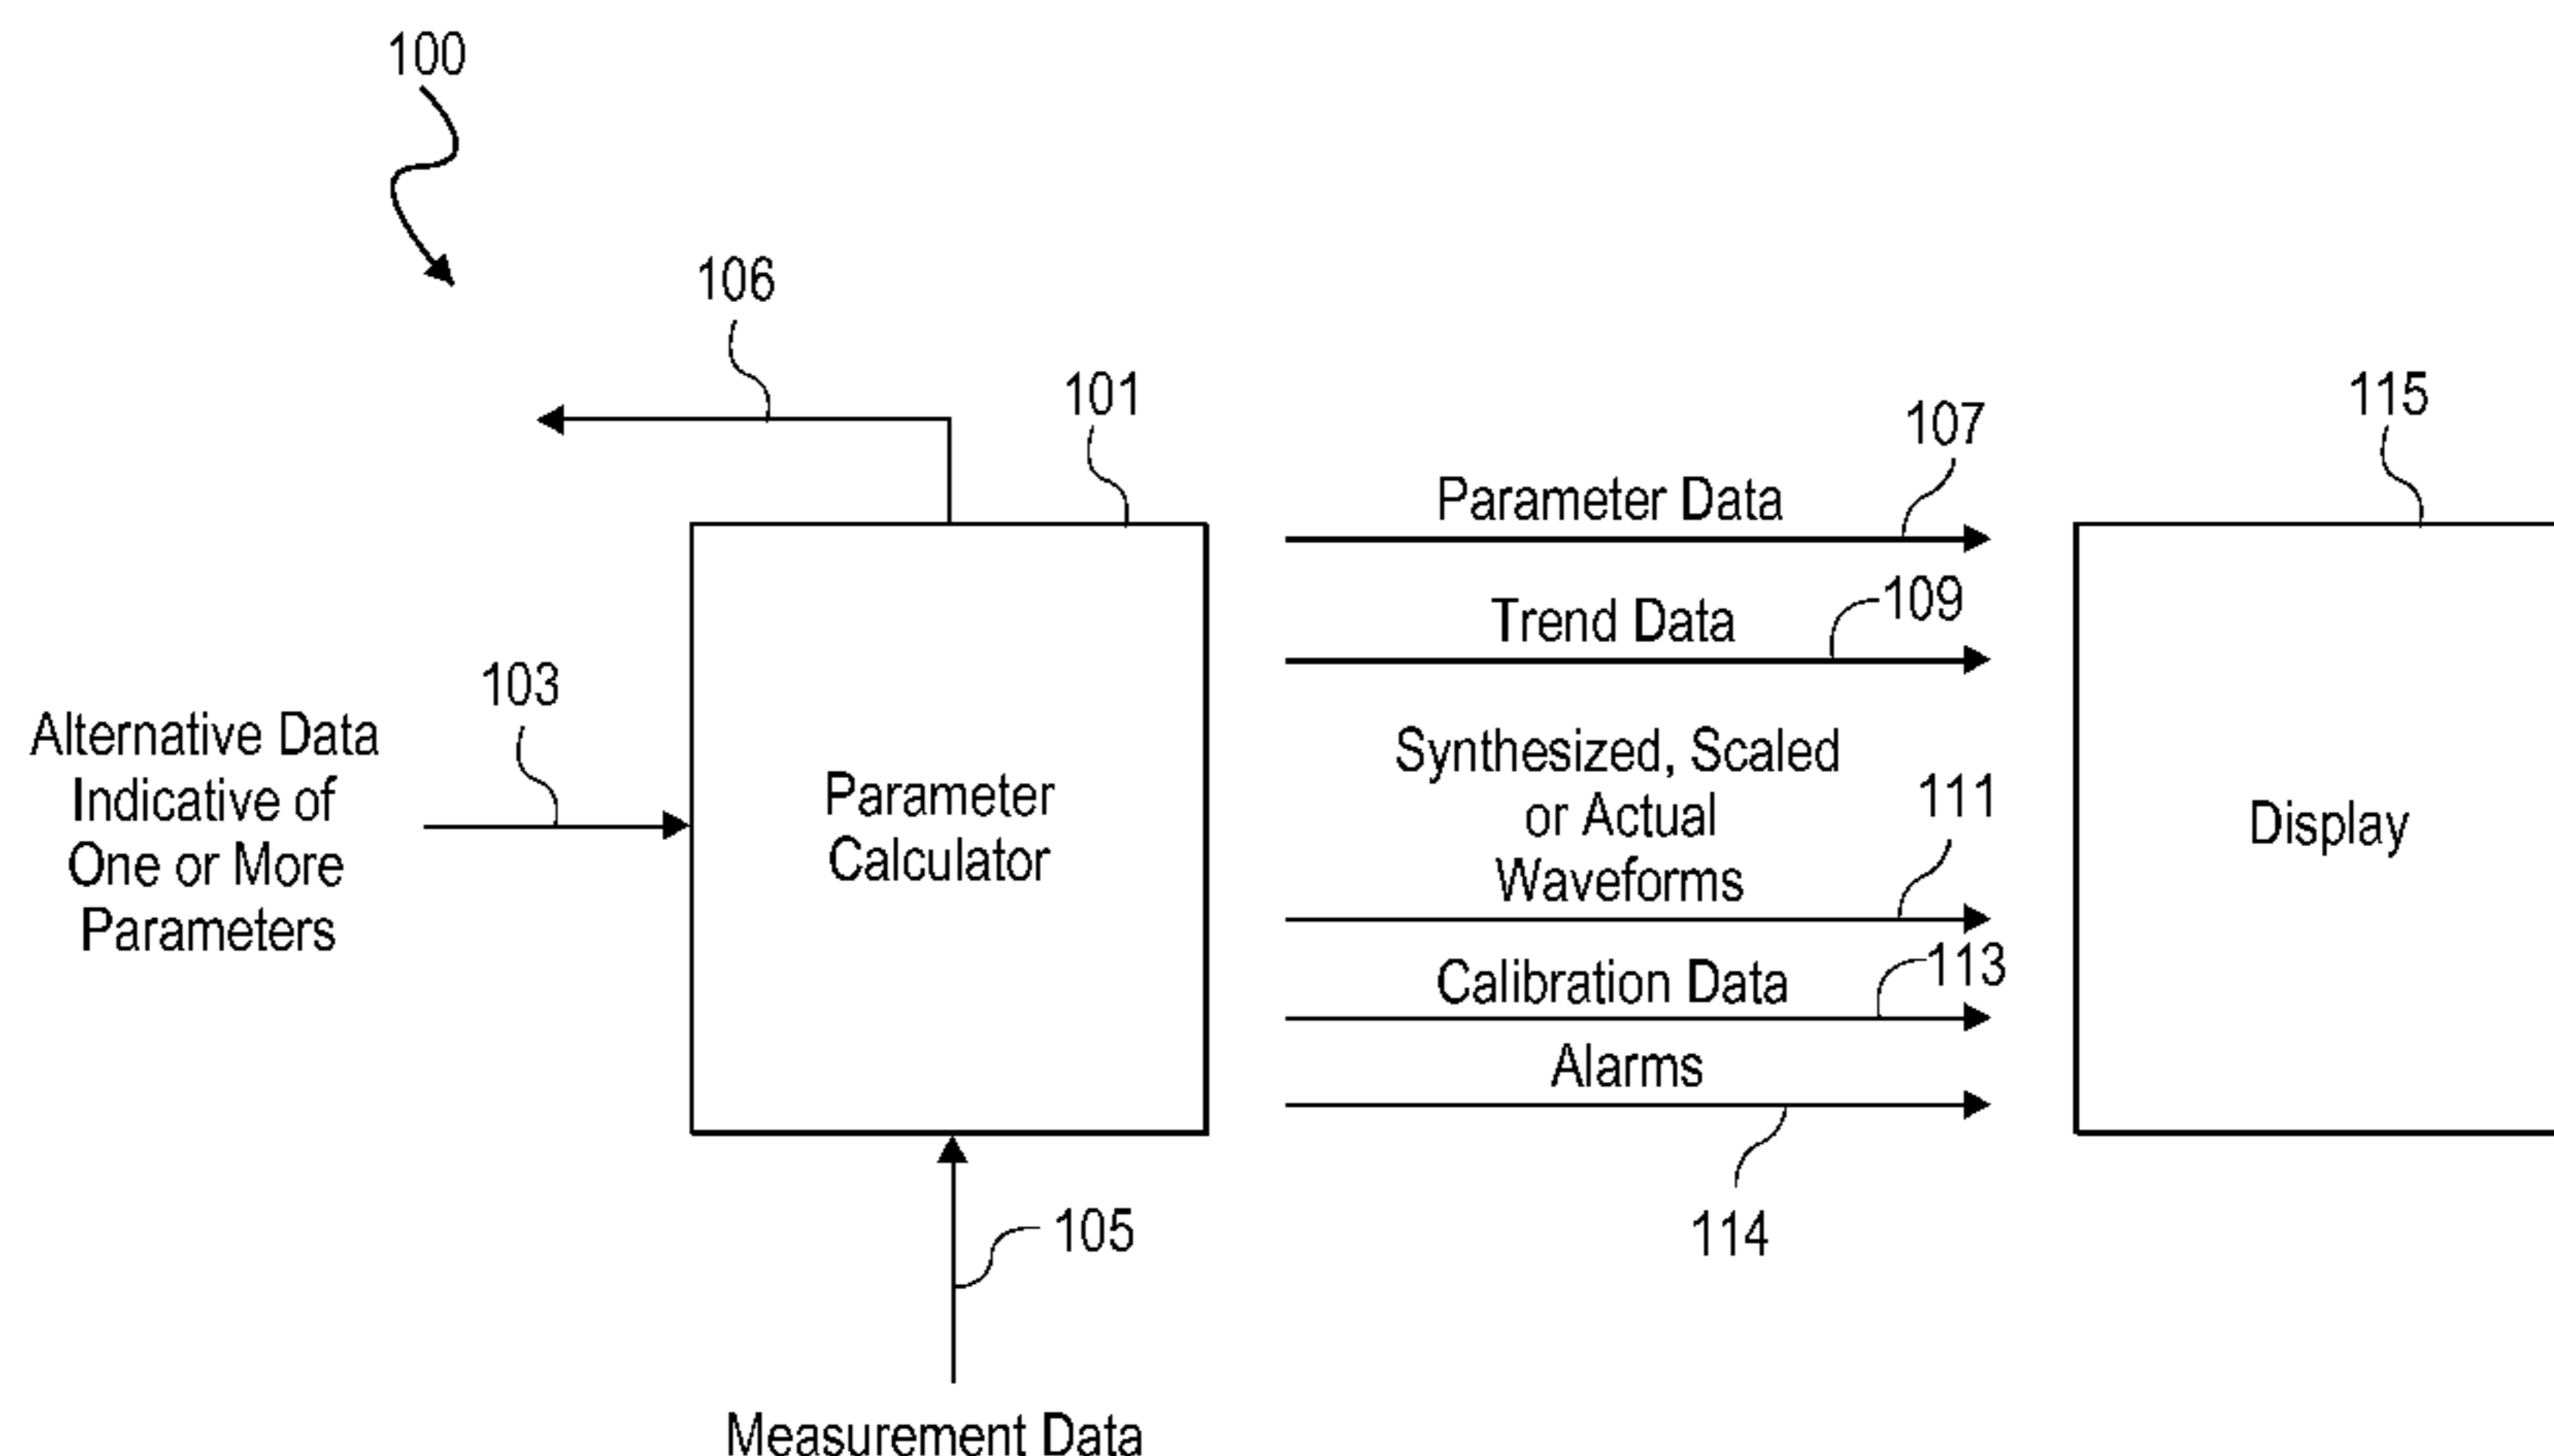 100
106
101
107
115
Parameter Data
109
Trend Data
103
Alternative Data
Indicative of
One or More
Parameters
Parameter
Calculator
Synthesized, Scaled
or Actual
Waveforms
111
Display
113
Calibration Data
Alarms
114
105
Measurement Data